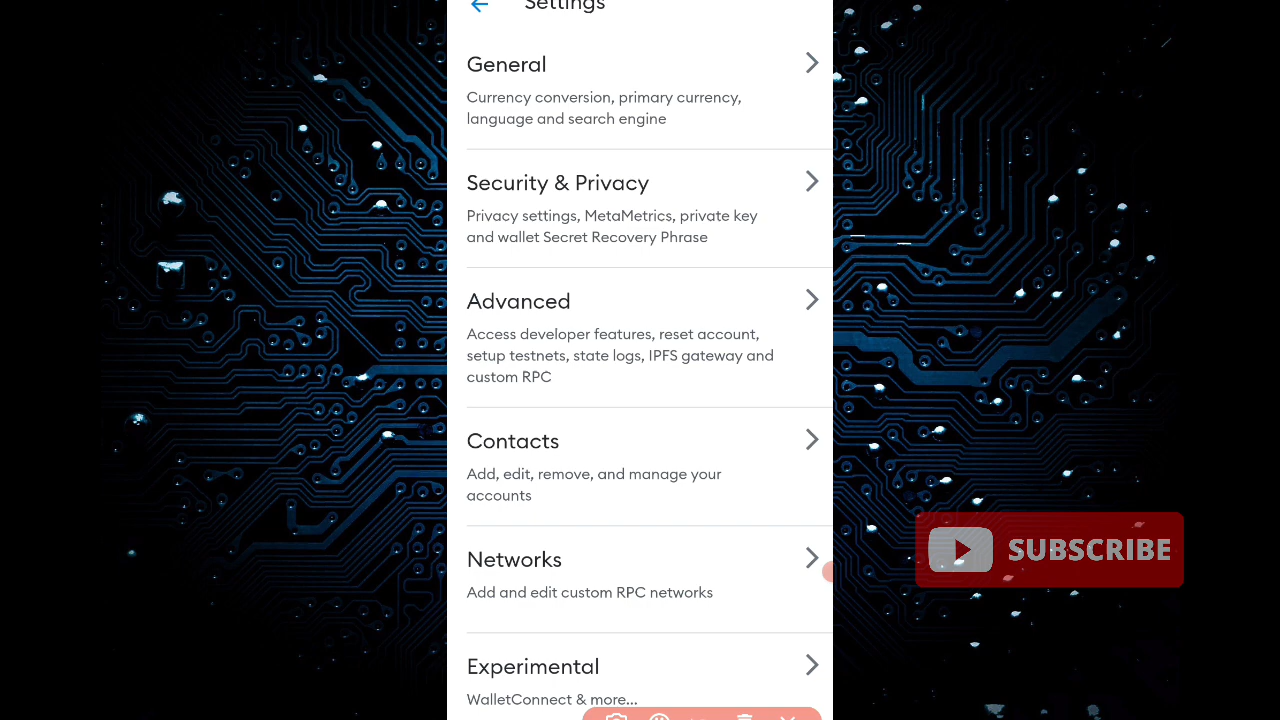 Settings
General
Currency conversion, primary currency,
language and search engine
Security & Privacy
Privacy settings, MetaMetrics, private key
and wallet Secret Recovery Phrase
Advanced
Access developer features, reset account,
setup testnets, state logs, IPFS gateway and
custom RPC
Contacts
Add, edit, remove, and manage your
accounts
Networks
Add and edit custom RPC networks
SUBSCRIBE
Experimental
WalletConnect & more...